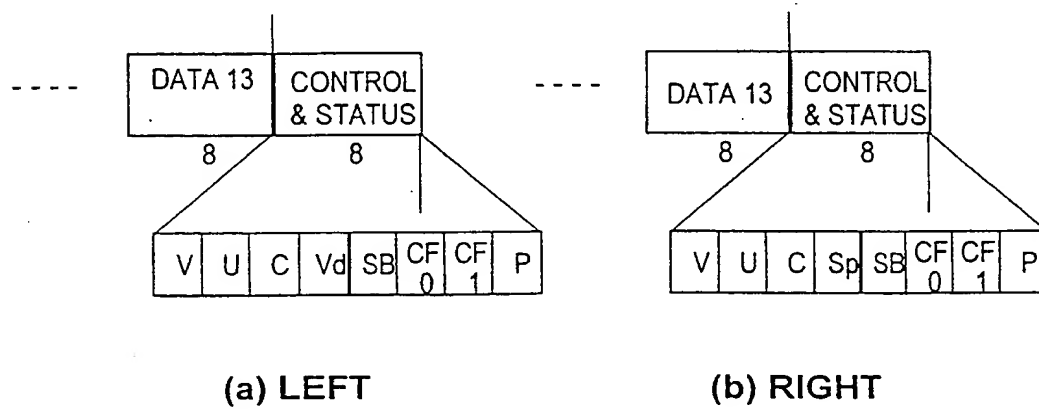 DATA 13
CONTROL
& STATUS
8
8
V U C Vd SB CF
0 CF
1 P
(a) LEFT
DATA 13
CONTROL
& STATUS
8
8
V U C Sp SB CF
0 CF
1 P
(b) RIGHT